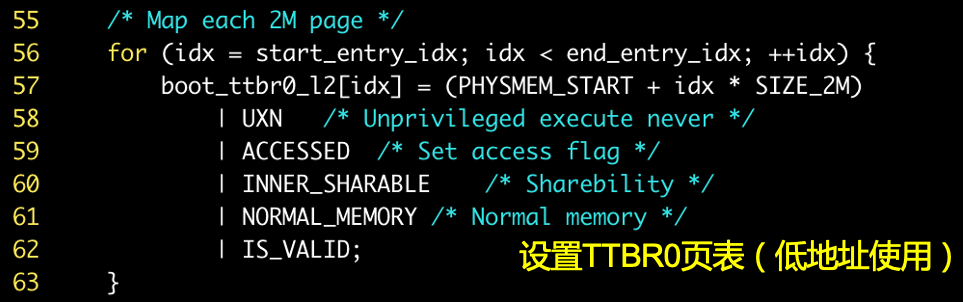 55 /* Map each 2M page */
56 for (idx = start_entry_idx; idx < end_entry_idx; ++idx) {
57 boot_ttbr0_l2[idx] = (PHYSMEM_START + idx * SIZE_2M)
58 | UXN /* Unprivileged execute never */
59 | ACCESSED /* Set access flag */
60 | INNER_SHARABLE /* Sharebility */
61 | NORMAL_MEMORY /* Normal memory */
62 | IS_VALID;
设置TTBR0页表（低地址使用）
63 }